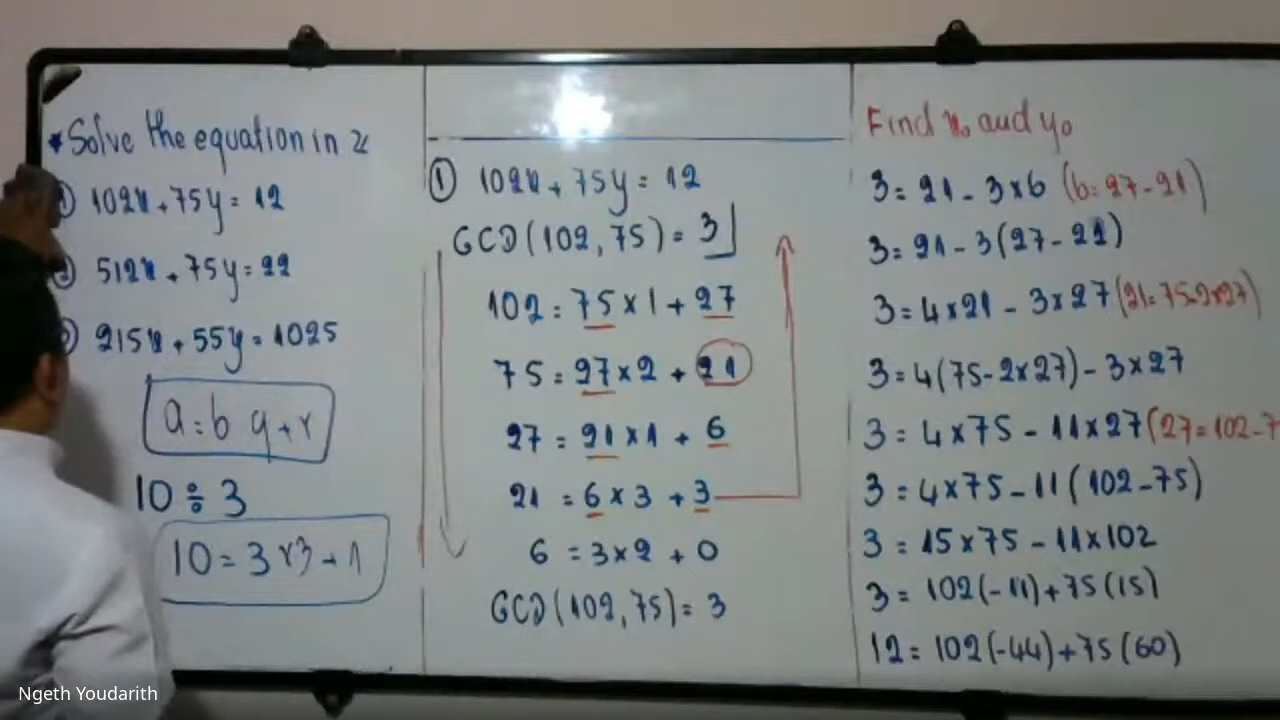 * Solve the equation in Z
① 102x + 75y = 12
② 512x + 75y = 22
③ 215x + 55y = 1025
a = b q + r
10 ÷ 3
10 = 3 x 3 + 1
① 102x + 75y = 12
GCD(102, 75) = 3
102 = 75 x 1 + 27
75 = 27 x 2 + 21
27 = 21 x 1 + 6
21 = 6 x 3 + 3
6 = 3 x 2 + 0
GCD(102, 75) = 3
Find x₀ and y₀
3 = 21 - 3 x 6 (6 = 27 - 21)
3 = 21 - 3(27 - 21)
3 = 4 x 21 - 3 x 27 (21 = 75 - 2 x 27)
3 = 4(75 - 2 x 27) - 3 x 27
3 = 4 x 75 - 11 x 27 (27 = 102 - 7
3 = 4 x 75 - 11(102 - 75)
3 = 15 x 75 - 11 x 102
3 = 102(-11) + 75(15)
12 = 102(-44) + 75(60)
Ngeth Youdarith